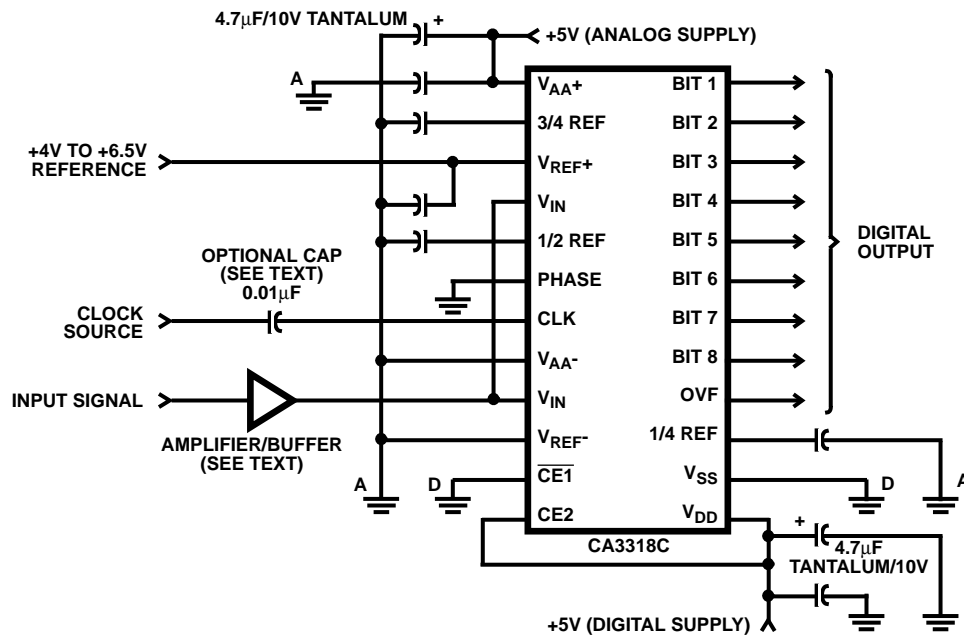 4.7μF/10V TANTALUM
+
+5V (ANALOG SUPPLY)
A
+4V TO +6.5V
REFERENCE
OPTIONAL CAP
(SEE TEXT)
0.01μF
CLOCK
SOURCE
INPUT SIGNAL
AMPLIFIER/BUFFER
(SEE TEXT)
A
D
VAA+
3/4 REF
VREF+
VIN
1/2 REF
PHASE
CLK
VAA-
VIN
VREF-
CE1
CE2
BIT 1
BIT 2
BIT 3
BIT 4
BIT 5
BIT 6
BIT 7
BIT 8
OVF
1/4 REF
VSS
VDD
CA3318C
DIGITAL
OUTPUT
D
A
+
4.7μF
TANTALUM/10V
+5V (DIGITAL SUPPLY)